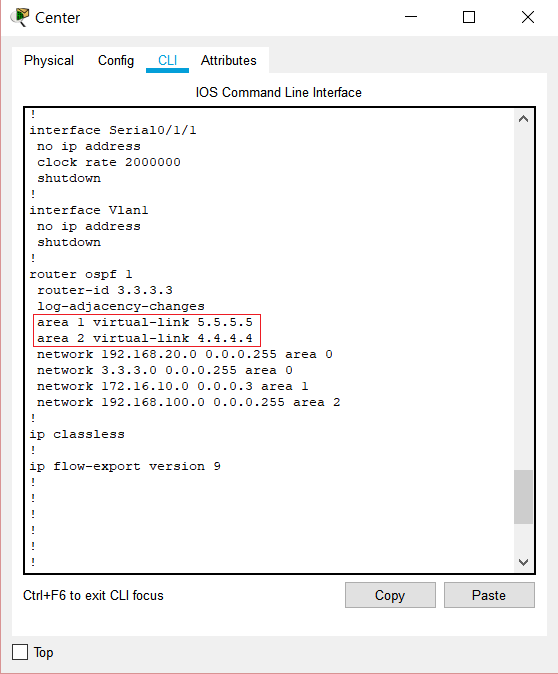 Center
Physical Config CLI Attributes
IOS Command Line Interface
!
interface Serial0/1/1
 no ip address
 clock rate 2000000
 shutdown
!
interface Vlan1
 no ip address
 shutdown
!
router ospf 1
 router-id 3.3.3.3
 log-adjacency-changes
 area 1 virtual-link 5.5.5.5
 area 2 virtual-link 4.4.4.4
 network 192.168.20.0 0.0.0.255 area 0
 network 3.3.3.0 0.0.0.255 area 0
 network 172.16.10.0 0.0.0.3 area 1
 network 192.168.100.0 0.0.0.255 area 2
!
ip classless
!
ip flow-export version 9
!
!
!
!
!
!
Ctrl+F6 to exit CLI focus Copy Paste
Top